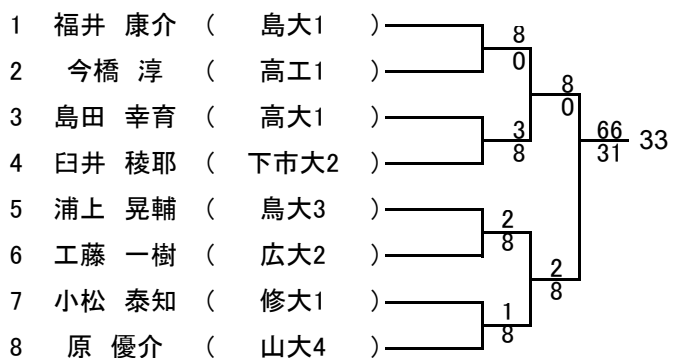 1 福井 康介 ( 島大1 )
8
0
2 今橋 淳 ( 高工1 )
8
0
3 島田 幸育 ( 高大1 )
3
8
66
31
33
4 臼井 稜耶 ( 下市大2 )
5 浦上 晃輔 ( 鳥大3 )
2
8
6 工藤 一樹 ( 広大2 )
2
8
7 小松 泰知 ( 修大1 )
1
8
8 原 優介 ( 山大4 )